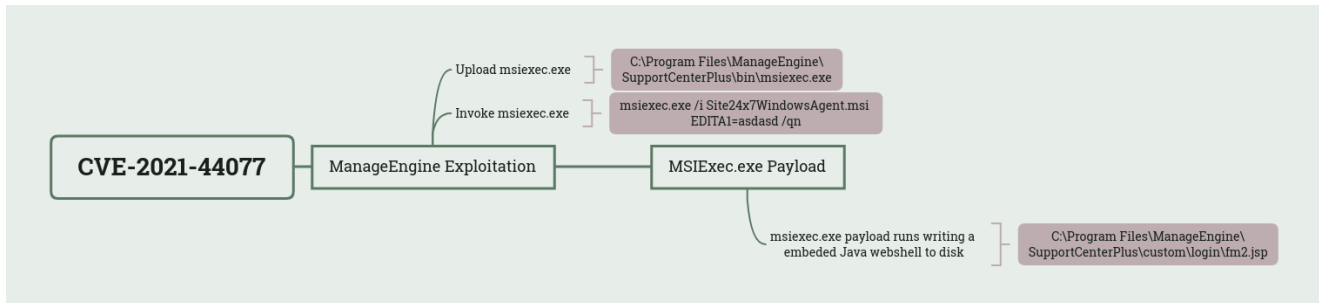 Upload msiexec.exe
C:\Program Files\ManageEngine\
SupportCenterPlus\bin\msiexec.exe
Invoke msiexec.exe
msiexec.exe /i Site24x7WindowsAgent.msi
EDITA1=asdasd /qn
CVE-2021-44077
ManageEngine Exploitation
MSIExec.exe Payload
msiexec.exe payload runs writing a
embeded Java webshell to disk
C:\Program Files\ManageEngine\
SupportCenterPlus\custom\login\fm2.jsp